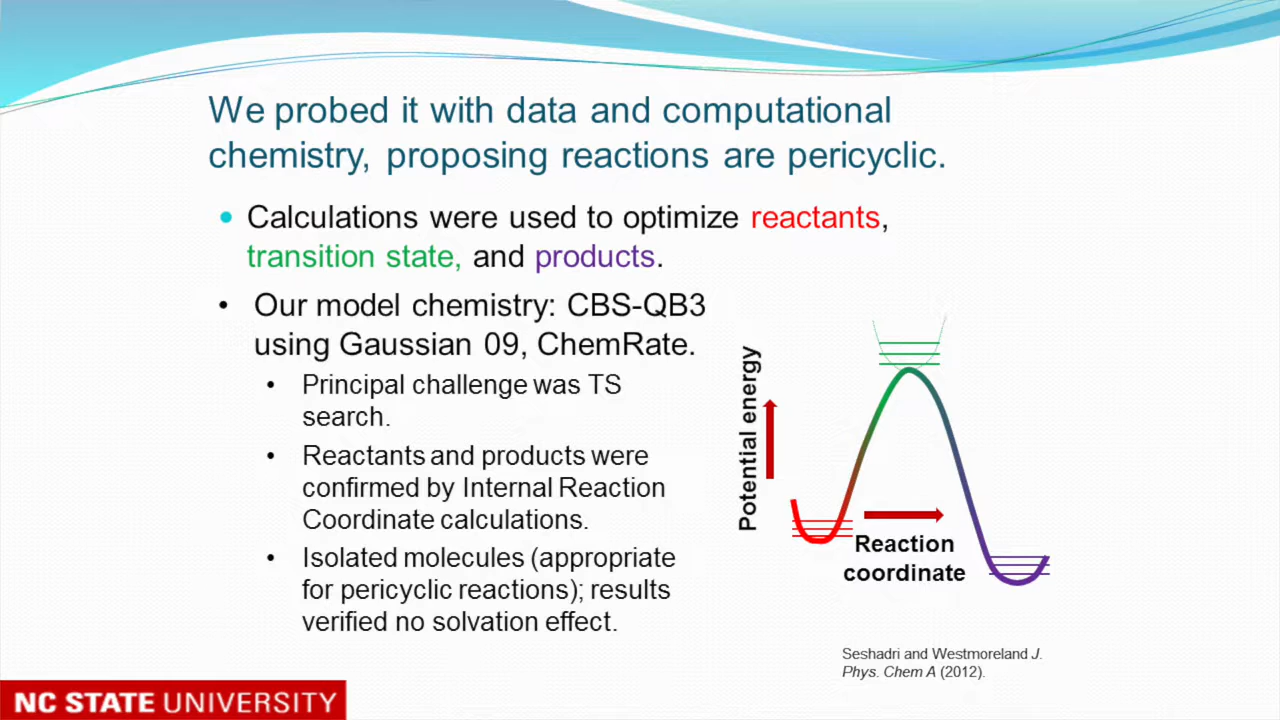 We probed it with data and computational
chemistry, proposing reactions are pericyclic.
• Calculations were used to optimize reactants,
transition state, and products.
• Our model chemistry: CBS-QB3
using Gaussian 09, ChemRate.
• Principal challenge was TS
search.
• Reactants and products were
confirmed by Internal Reaction
Coordinate calculations.
• Isolated molecules (appropriate
for pericyclic reactions); results
verified no solvation effect.
Potential energy
Reaction
coordinate
Seshadri and Westmoreland J.
Phys. Chem A (2012).
NC STATE UNIVERSITY